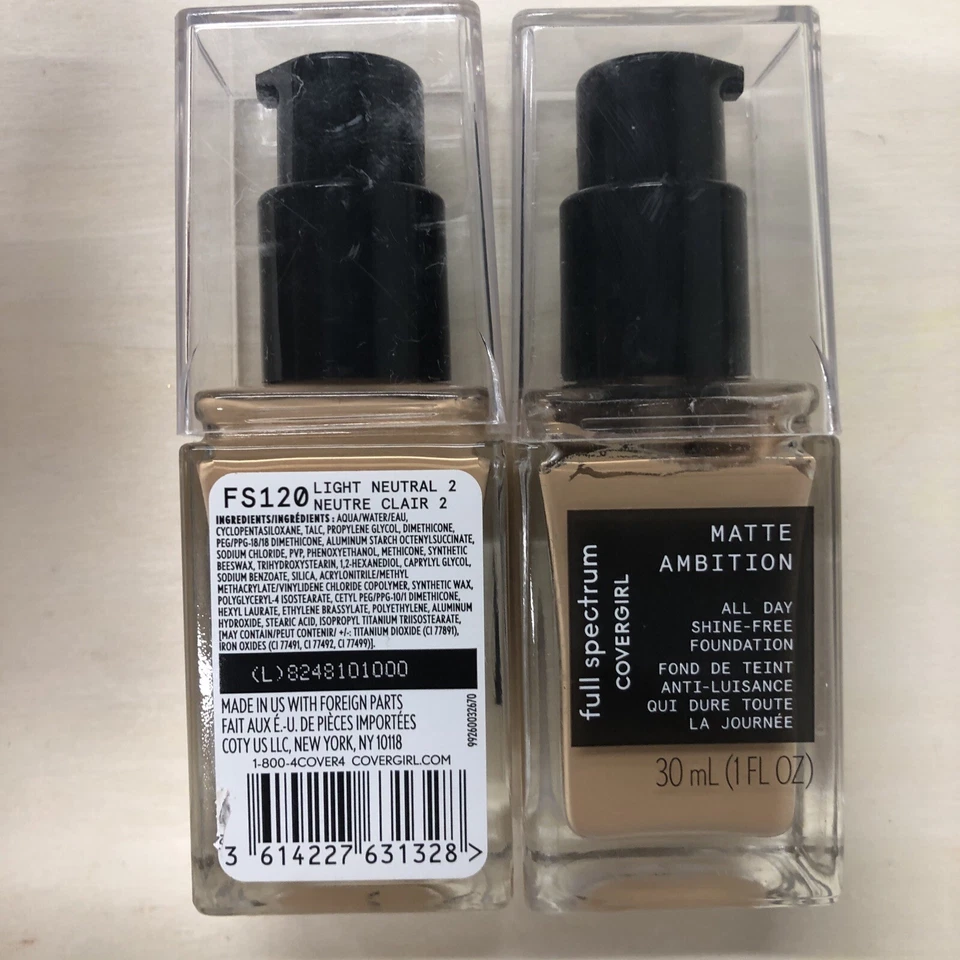 FS120 LIGHT NEUTRAL 2
NEUTRE CLAIR 2
INGREDIENTS/INGRÉDIENTS : AQUA/WATER/EAU,
CYCLOPENTASILOXANE, TALC, PROPYLENE GLYCOL, DIMETHICONE,
PEG/PPG-18/18 DIMETHICONE, ALUMINUM STARCH OCTENYLSUCCINATE,
SODIUM CHLORIDE, PVP, PHENOXYETHANOL, METHICONE, SYNTHETIC
BEESWAX, TRIHYDROXYSTEARIN, 1,2-HEXANEDIOL, CAPRYLYL GLYCOL,
SODIUM BENZOATE, SILICA, ACRYLONITRILE/METHYL
METHACRYLATE/VINYLIDENE CHLORIDE COPOLYMER, SYNTHETIC WAX,
POLYGLYCERYL-4 ISOSTEARATE, CETYL PEG/PPG-10/1 DIMETHICONE,
HEXYL LAURATE, ETHYLENE BRASSYLATE, POLYETHYLENE, ALUMINUM
HYDROXIDE, STEARIC ACID, ISOPROPYL TITANIUM TRIISOSTEARATE,
[MAY CONTAIN/PEUT CONTENIR/ +/-: TITANIUM DIOXIDE (CI 77891),
IRON OXIDES (CI 77491, CI 77492, CI 77499)].
(L)8248101000
MADE IN US WITH FOREIGN PARTS
FAIT AUX É.-U. DE PIÈCES IMPORTÉES
COTY US LLC, NEW YORK, NY 10118
1-800-4COVER4 COVERGIRL.COM
99260032670
3 614227 631328 >
full spectrum
COVERGIRL
MATTE
AMBITION
ALL DAY
SHINE-FREE
FOUNDATION
FOND DE TEINT
ANTI-LUISANCE
QUI DURE TOUTE
LA JOURNÉE
30 mL (1 FL OZ)